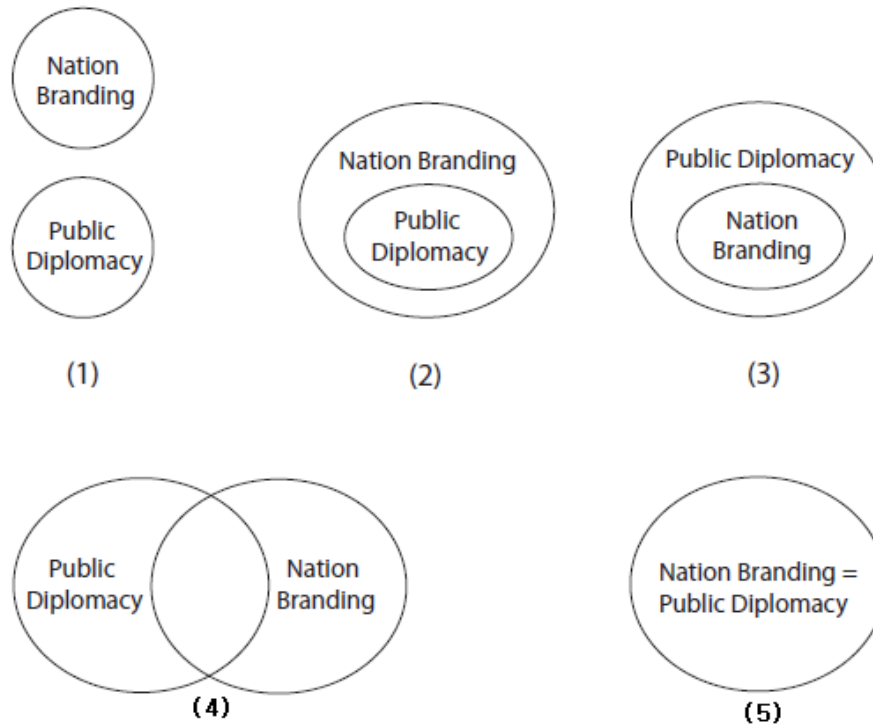 Nation
Branding
Public
Diplomacy
(1)
Nation Branding
Public
Diplomacy
(2)
Public Diplomacy
Nation
Branding
(3)
Public
Diplomacy
Nation
Branding
(4)
Nation Branding =
Public Diplomacy
(5)